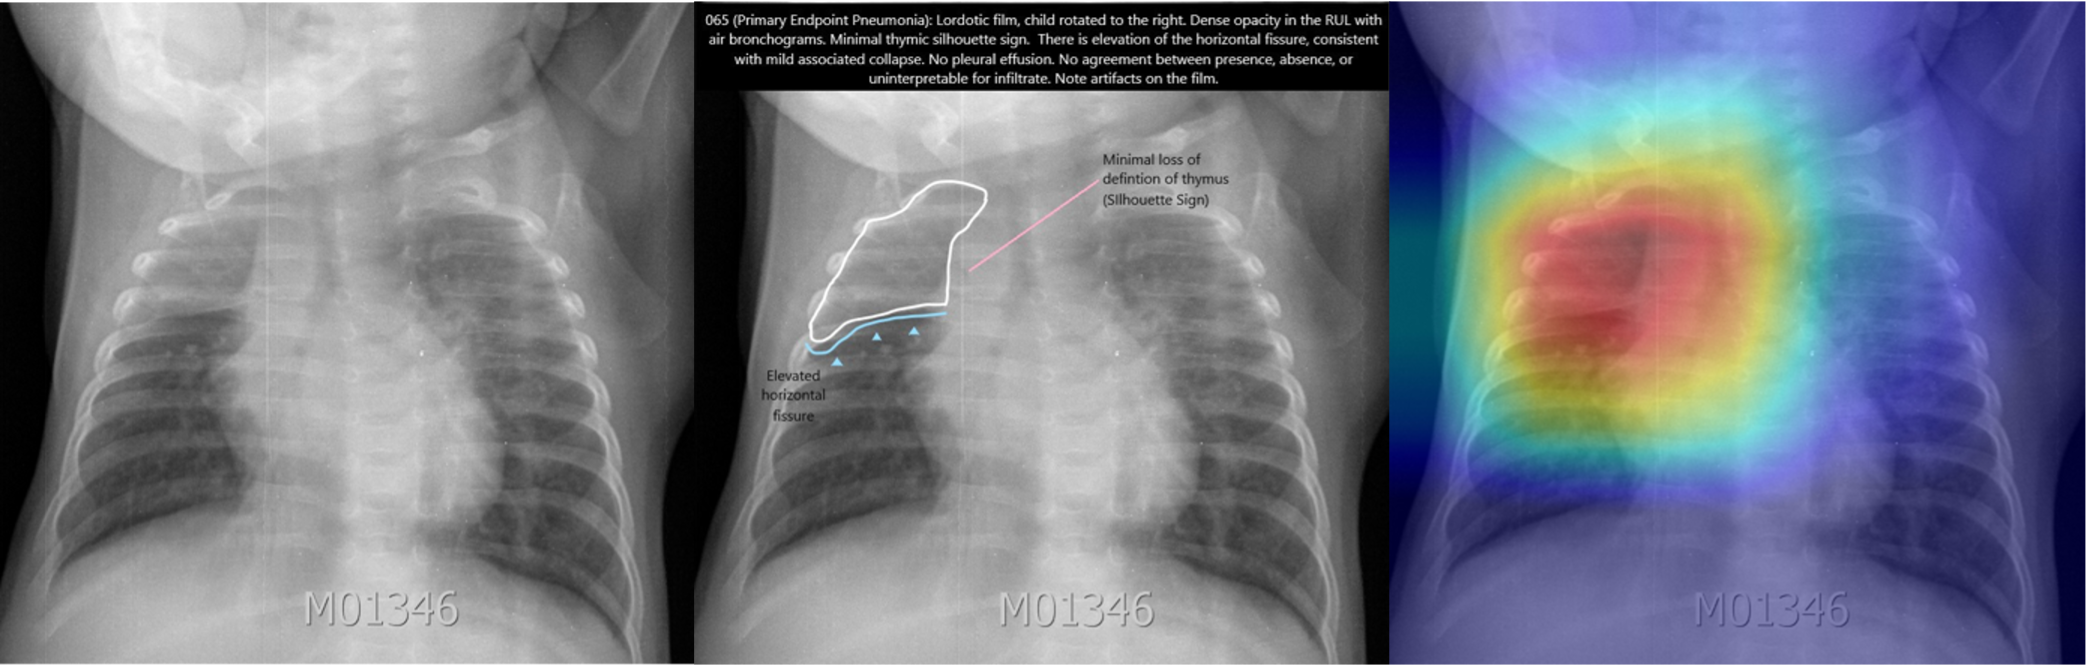 065 (Primary Endpoint Pneumonia): Lordotic film, child rotated to the right. Dense opacity in the RUL with
air bronchograms. Minimal thymic silhouette sign.  There is elevation of the horizontal fissure, consistent
with mild associated collapse. No pleural effusion. No agreement between presence, absence, or
uninterpretable for infiltrate. Note artifacts on the film.
Minimal loss of
defintion of thymus
(SIlhouette Sign)
Elevated
horizontal
fissure
M01346
M01346
M01346